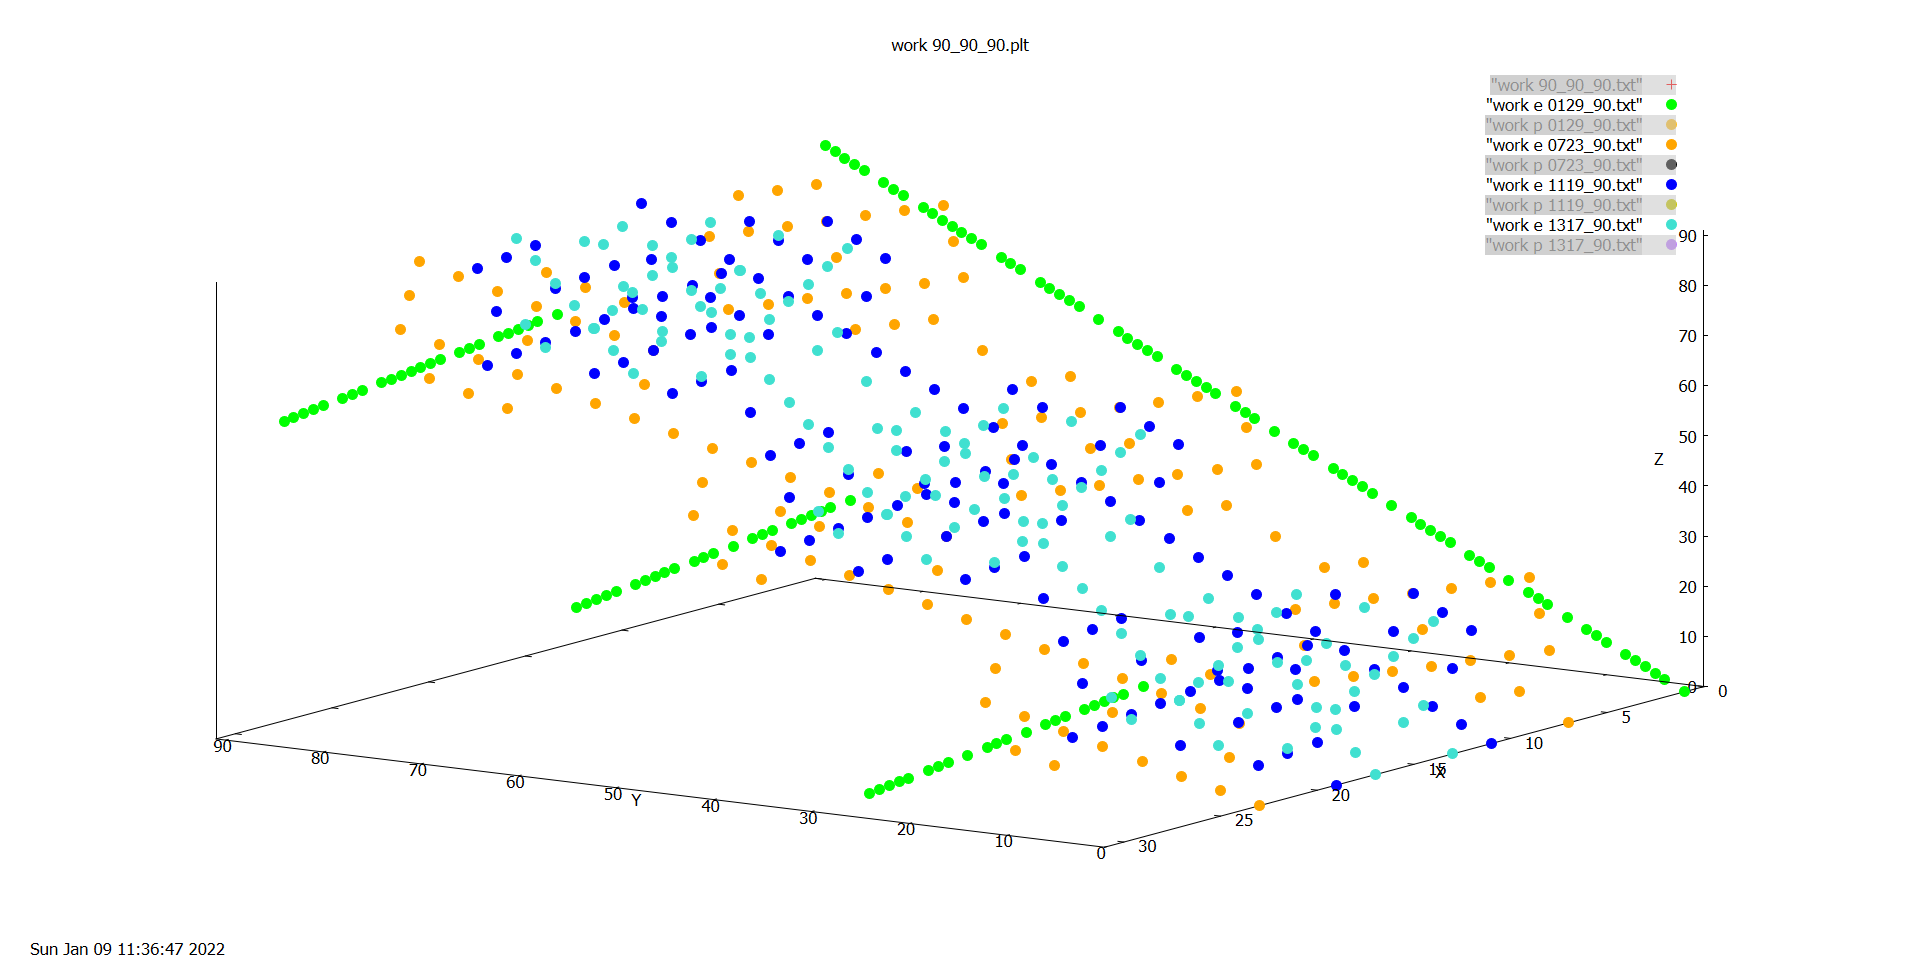 work 90_90_90.plt
"work 90_90_90.txt"
"work e 0129_90.txt"
"work p 0129_90.txt"
"work e 0723_90.txt"
"work p 0723_90.txt"
"work e 1119_90.txt"
"work p 1119_90.txt"
"work e 1317_90.txt"
"work p 1317_90.txt"
90
80
70
60
50
Z
40
30
20
10
0
0
5
10
15
X
20
25
30
90
80
70
60
50
Y
40
30
20
10
0
Sun Jan 09 11:36:47 2022